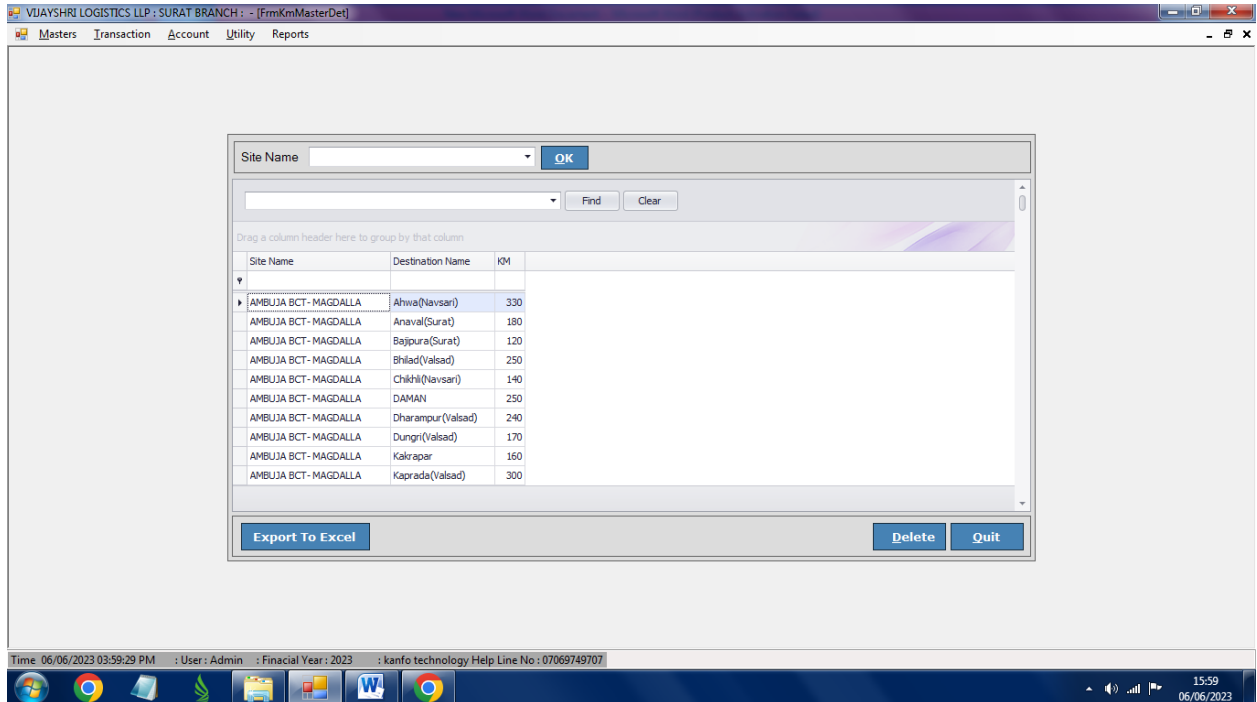 VIJAYSHRI LOGISTICS LLP : SURAT BRANCH : - [FrmKmMasterDet]
Masters Transaction Account Utility Reports
Site Name OK
Find Clear
Drag a column header here to group by that column
Site Name Destination Name KM
AMBUJA BCT- MAGDALLA Ahwa(Navsari) 330
AMBUJA BCT- MAGDALLA Anaval(Surat) 180
AMBUJA BCT- MAGDALLA Bajipura(Surat) 120
AMBUJA BCT- MAGDALLA Bhilad(Valsad) 250
AMBUJA BCT- MAGDALLA Chikhli(Navsari) 140
AMBUJA BCT- MAGDALLA DAMAN 250
AMBUJA BCT- MAGDALLA Dharampur(Valsad) 240
AMBUJA BCT- MAGDALLA Dungri(Valsad) 170
AMBUJA BCT- MAGDALLA Kakrapar 160
AMBUJA BCT- MAGDALLA Kaprada(Valsad) 300
Export To Excel Delete Quit
Time 06/06/2023 03:59:29 PM : User : Admin : Finacial Year : 2023 : kanfo technology Help Line No : 07069749707
W
15:59
06/06/2023